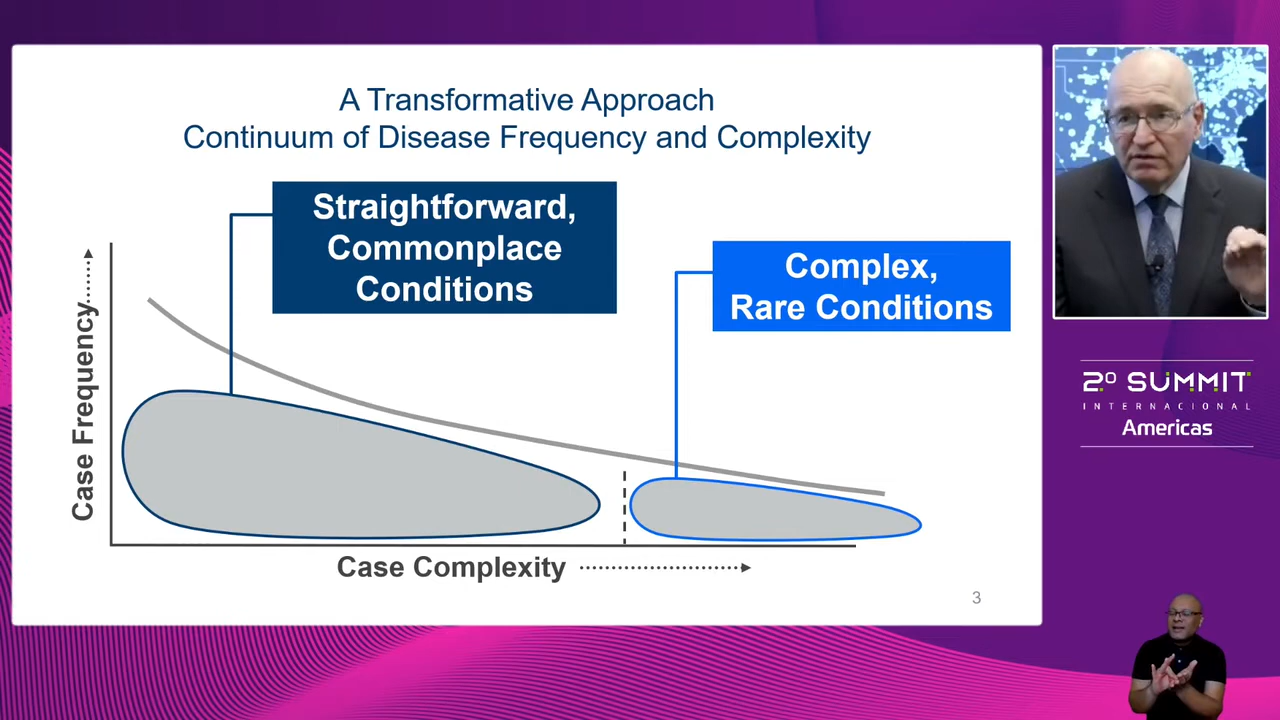 A Transformative Approach
Continuum of Disease Frequency and Complexity
Straightforward,
Commonplace
Conditions
Complex,
Rare Conditions
Case Frequency
Case Complexity
3
2º SUMMIT
INTERNACIONAL
Americas